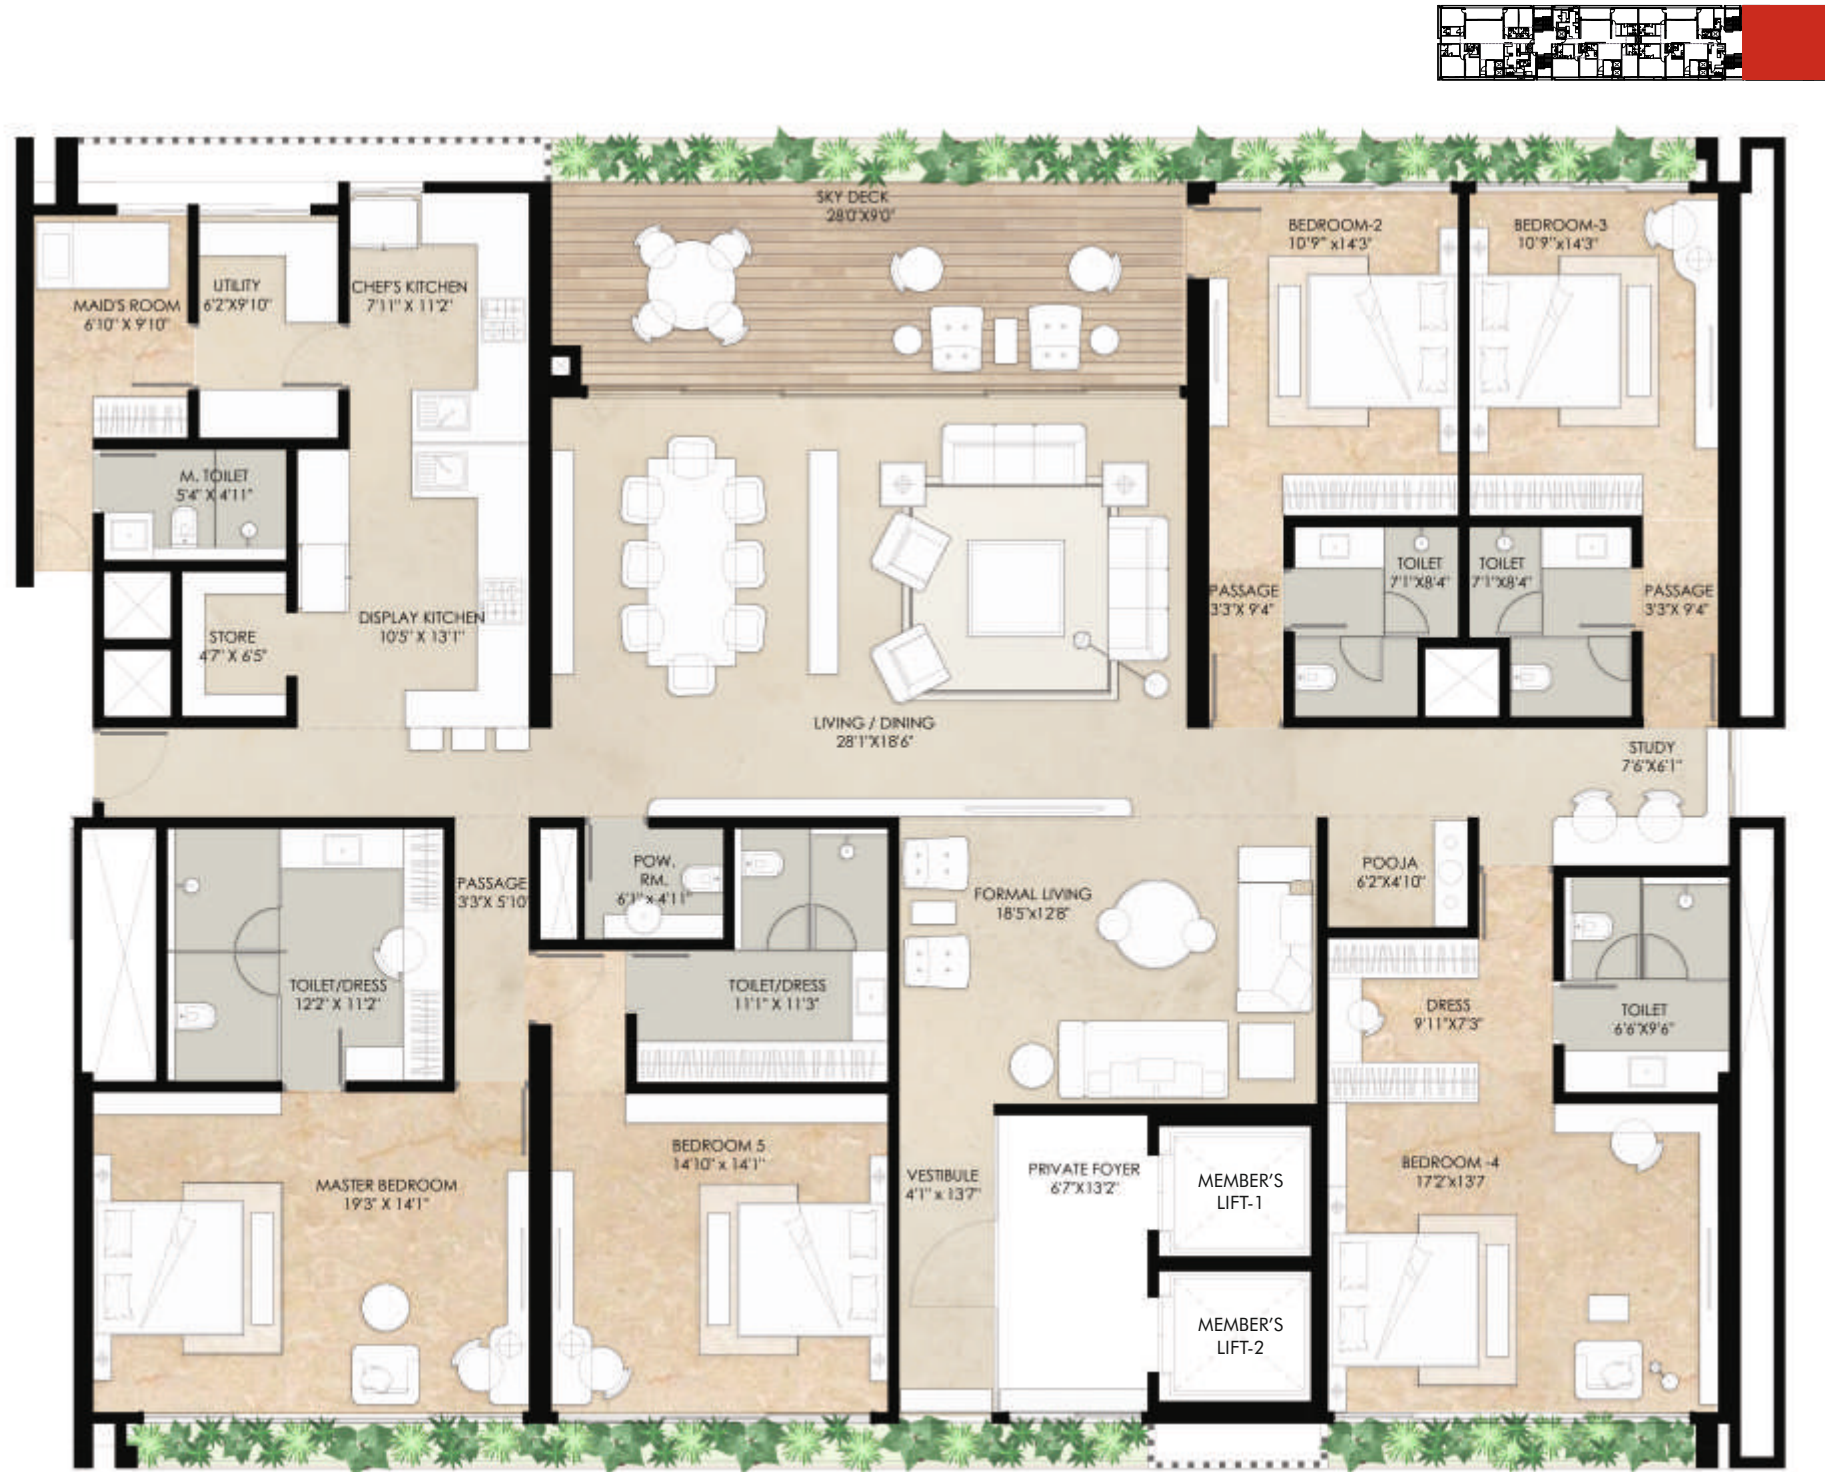 SKY DECK
28'0"X9'0"
BEDROOM-2
10'9" x14'3"
BEDROOM-3
10'9"x14'3"
UTILITY
6'2"X9'10"
CHEF'S KITCHEN
7'11" X 11'2"
MAID'S ROOM
6'10" X 9'10"
M. TOILET
5'4" X 4'11"
TOILET
7'1"X8'4"
TOILET
7'1"X8'4"
PASSAGE
3'3"X 9'4"
PASSAGE
3'3"X 9'4"
DISPLAY KITCHEN
10'5" X 13'1"
STORE
4'7" X 6'5"
LIVING / DINING
28'1"X18'6"
STUDY
7'6"X6'1"
POW.
RM.
6'1" x 4'11"
PASSAGE
3'3"X 5'10"
FORMAL LIVING
18'5"x12'8"
POOJA
6'2"X4'10"
TOILET/DRESS
12'2" X 11'2"
TOILET/DRESS
11'1" X 11'3"
DRESS
9'11"X7'3"
TOILET
6'6"X9'6"
BEDROOM 5
14'10" x 14'1"
MASTER BEDROOM
19'3" X 14'1"
VESTIBULE
4'1" x 13'7"
PRIVATE FOYER
6'7"X13'2"
MEMBER'S
LIFT-1
BEDROOM -4
17'2"x13'7
MEMBER'S
LIFT-2